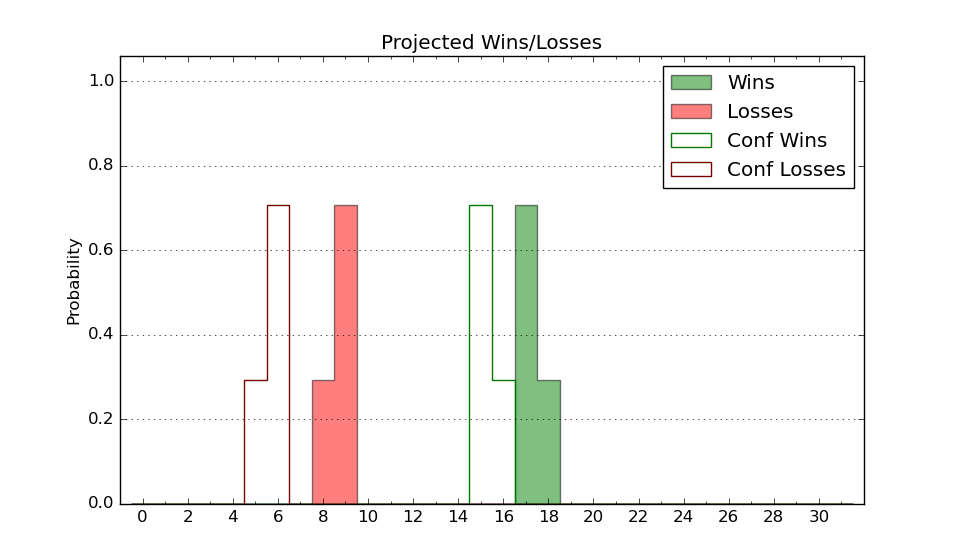 Projected Wins/Losses
Wins
Losses
Conf Wins
Conf Losses
Probability
1.0
0.8
0.6
0.4
0.2
0.0
0 2 4 6 8 10 12 14 16 18 20 22 24 26 28 30